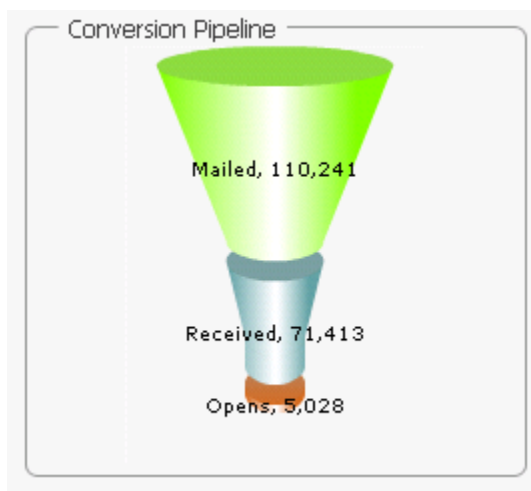 Conversion Pipeline
Mailed, 110,241
Received, 71,413
Opens, 5,028